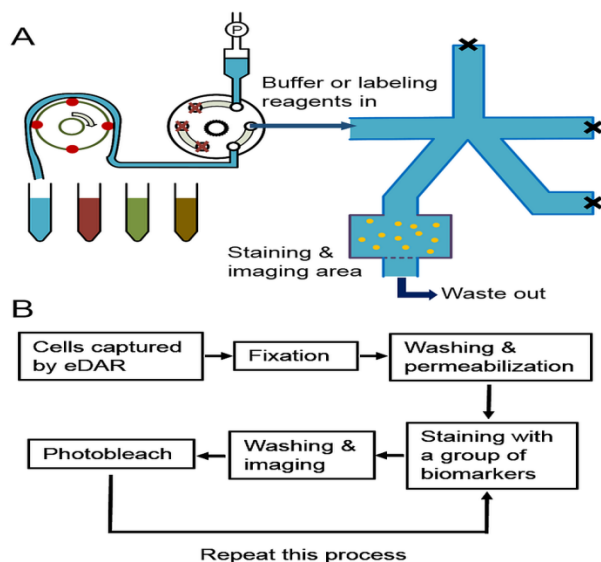 A
P
Buffer or labeling
reagents in
Staining &
imaging area
Waste out
B
Cells captured
by eDAR
Fixation
Washing &
permeabilization
Photobleach
Washing &
imaging
Staining with
a group of
biomarkers
Repeat this process